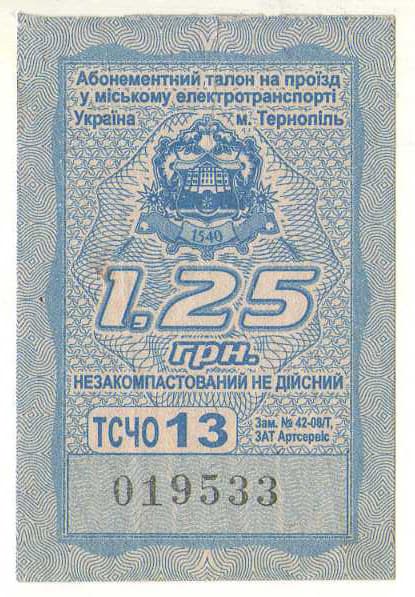 Абонементний талон на проїзд
у міському електротранспорті
Україна м. Тернопіль
1540
1.25
грн.
НЕЗАКОМПАСТОВАНИЙ НЕ ДІЙСНИЙ
ТСЧО 13 Зам. № 42-08/Т,
ЗАТ Артсервіс
019533